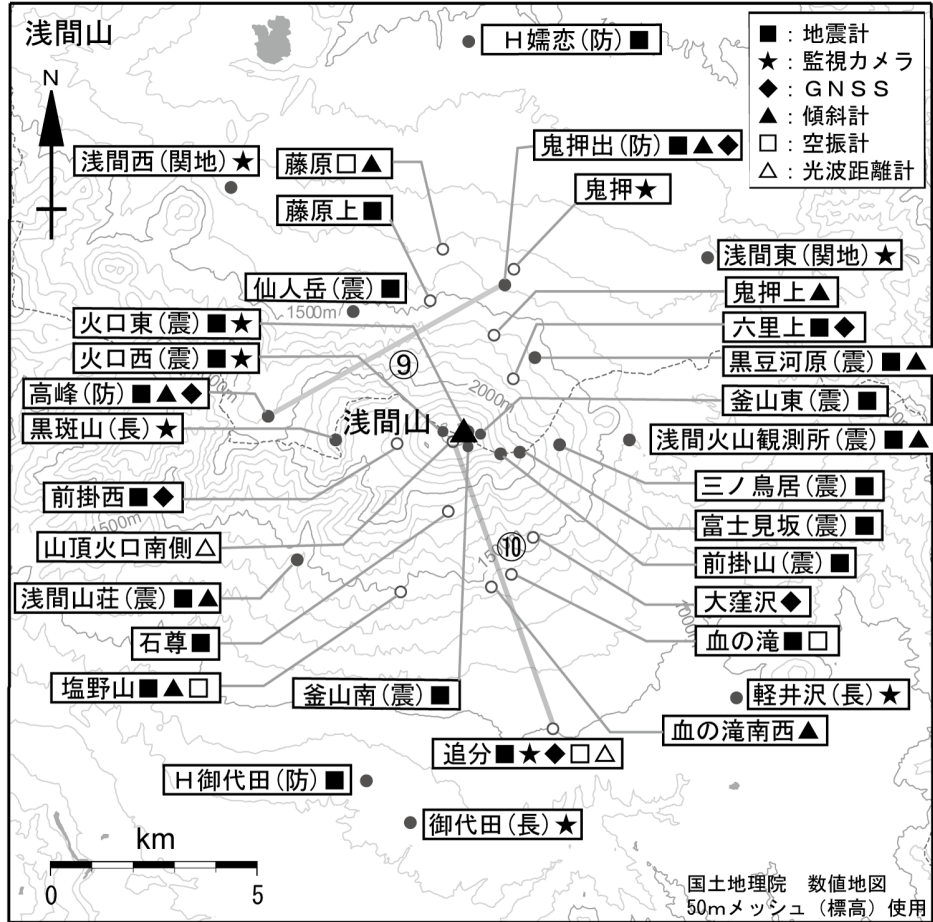 浅間山
N
H嬬恋(防)■
■：地震計
★：監視カメラ
◆：GNSS
▲：傾斜計
□：空振計
△：光波距離計
浅間西(関地)★
藤原□▲
藤原上■
鬼押出(防)■▲◆
鬼押★
浅間東(関地)★
仙人岳(震)■
1500m
鬼押上▲
火口東(震)■★
六里上■◆
火口西(震)■★
⑨
黒豆河原(震)■▲
高峰(防)■▲◆
2000m
釜山東(震)■
黒斑山(長)★
浅間山
浅間火山観測所(震)■▲
前掛西■◆
三ノ鳥居(震)■
1500m
富士見坂(震)■
山頂火口南側△
⑩
前掛山(震)■
浅間山荘(震)■▲
大窪沢◆
石尊■
血の滝■□
塩野山■▲□
釜山南(震)■
軽井沢(長)★
血の滝南西▲
追分■★◆□△
H御代田(防)■
御代田(長)★
km
0 5
国土地理院 数値地図
50mメッシュ（標高）使用